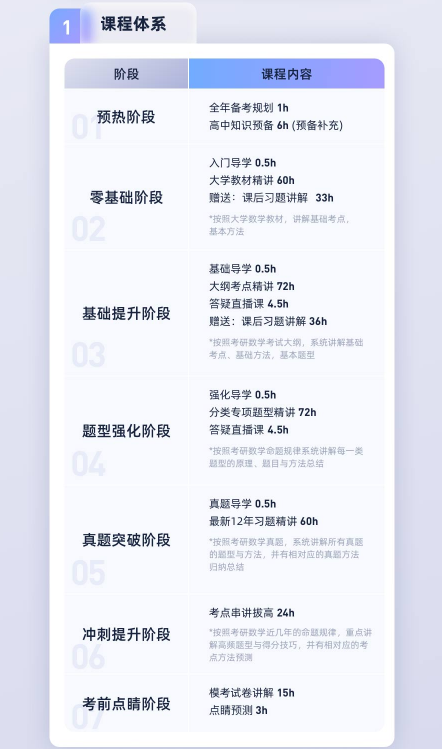 1 课程体系
阶段 课程内容
01 预热阶段
全年备考规划 1h
高中知识预备 6h (预备补充)
02 零基础阶段
入门导学 0.5h
大学教材精讲 60h
赠送：课后习题讲解 33h
*按照大学数学教材，讲解基础考点，
基本方法
03 基础提升阶段
基础导学 0.5h
大纲考点精讲 72h
答疑直播课 4.5h
赠送：课后习题讲解 36h
*按照考研数学考试大纲，系统讲解基础
考点、基础方法，基本题型
04 题型强化阶段
强化导学 0.5h
分类专项题型精讲 72h
答疑直播课 4.5h
*按照考研数学命题规律系统讲解每一类
题型的原理、题目与方法总结
05 真题突破阶段
真题导学 0.5h
最新12年习题精讲 60h
*按照考研数学真题，系统讲解所有真题
的题型与方法，并有相对应的真题方法
归纳总结
06 冲刺提升阶段
考点串讲拔高 24h
*按照考研数学近几年的命题规律，重点讲
解高频题型与得分技巧，并有相对应的考
点方法预测
07 考前点睛阶段
模考试卷讲解 15h
点睛预测 3h